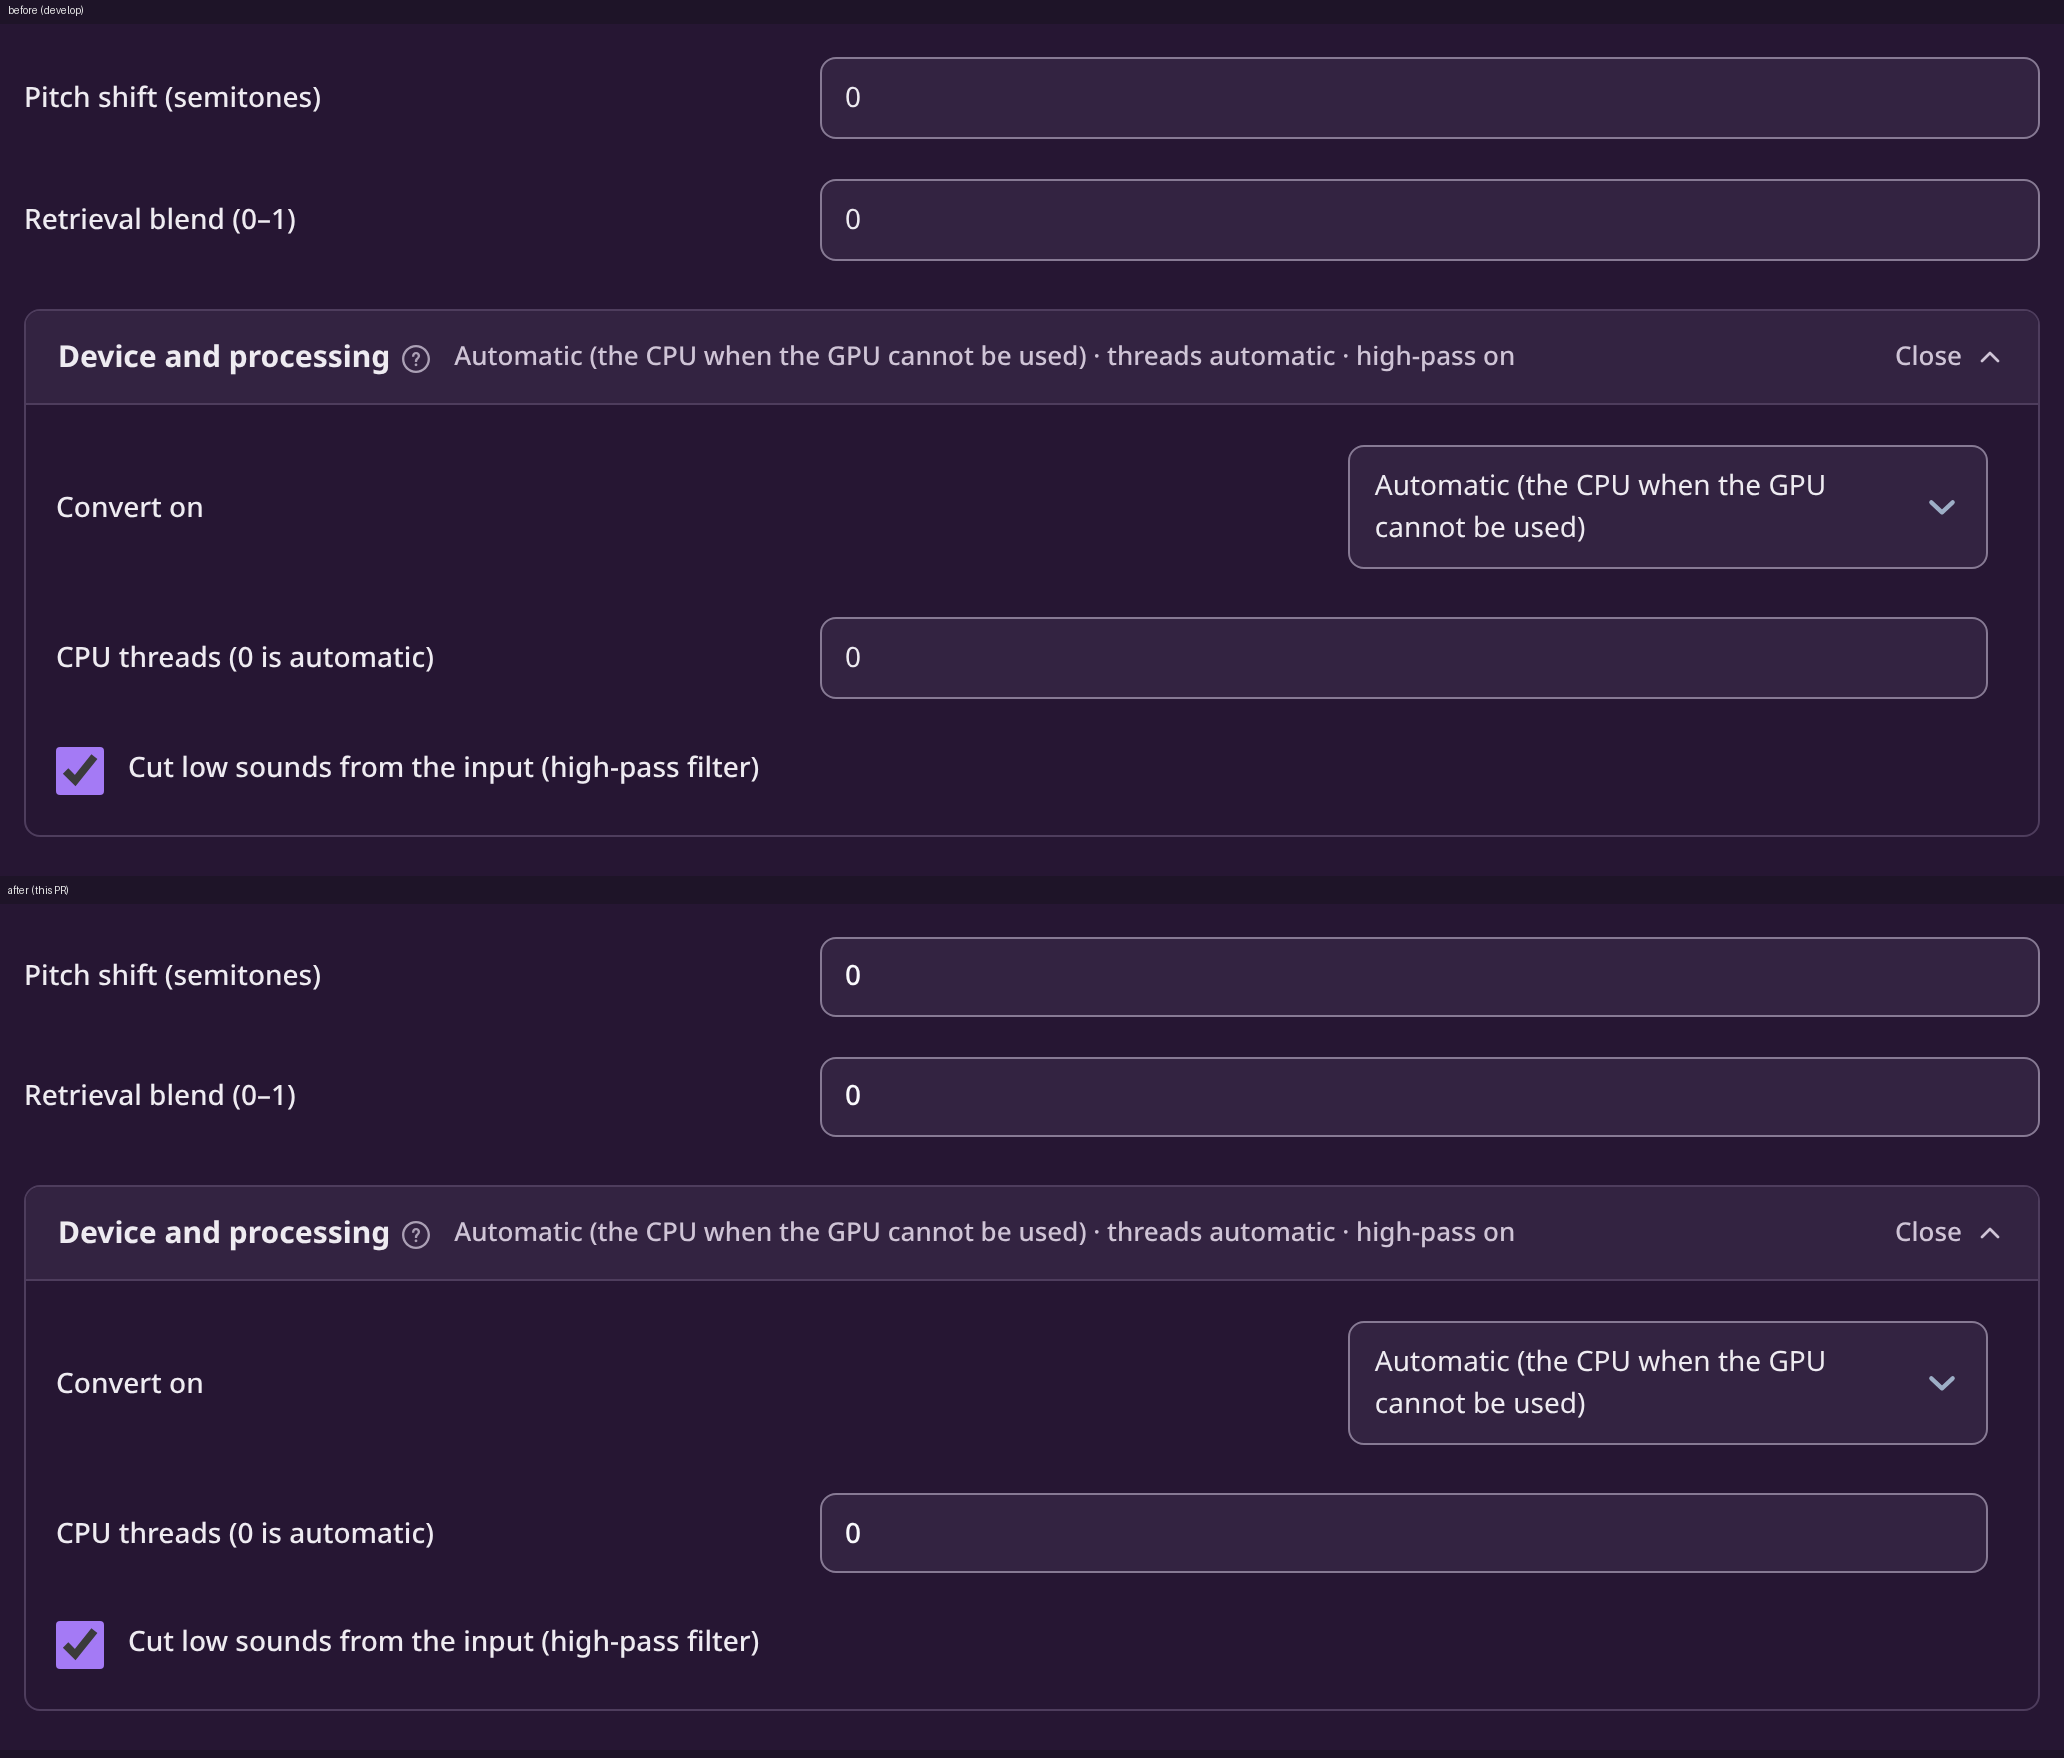 before (develop)
Pitch shift (semitones)
0
Retrieval blend (0–1)
0
Device and processing ? Automatic (the CPU when the GPU cannot be used) · threads automatic · high-pass on Close
Convert on
Automatic (the CPU when the GPU
cannot be used)
CPU threads (0 is automatic)
0
Cut low sounds from the input (high-pass filter)
after (this PR)
Pitch shift (semitones)
0
Retrieval blend (0–1)
0
Device and processing ? Automatic (the CPU when the GPU cannot be used) · threads automatic · high-pass on Close
Convert on
Automatic (the CPU when the GPU
cannot be used)
CPU threads (0 is automatic)
0
Cut low sounds from the input (high-pass filter)